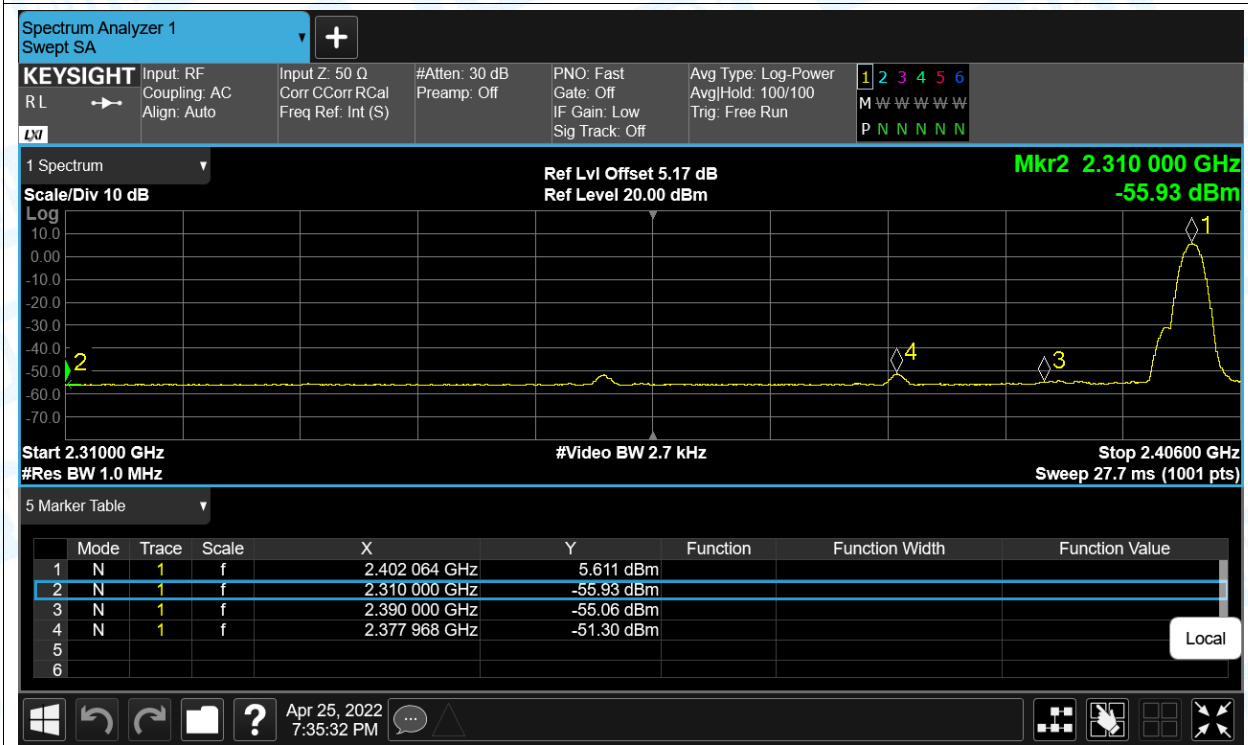 Spectrum Analyzer 1
Swept SA
KEYSIGHT
RL
LXI
Input: RF
Coupling: AC
Align: Auto
Input Z: 50 Ω
Corr CCorr RCal
Freq Ref: Int (S)
#Atten: 30 dB
Preamp: Off
PNO: Fast
Gate: Off
IF Gain: Low
Sig Track: Off
Avg Type: Log-Power
Avg|Hold: 100/100
Trig: Free Run
1 2 3 4 5 6
M W W W W W
P N N N N N
1 Spectrum
Scale/Div 10 dB
Ref Lvl Offset 5.17 dB
Ref Level 20.00 dBm
Mkr2 2.310 000 GHz
-55.93 dBm
Log
10.0
0.00
-10.0
-20.0
-30.0
-40.0
-50.0
-60.0
-70.0
2
4
3
1
Start 2.31000 GHz
#Video BW 2.7 kHz
Stop 2.40600 GHz
#Res BW 1.0 MHz
Sweep 27.7 ms (1001 pts)
5 Marker Table
Mode Trace Scale X Y Function Function Width Function Value
1 N 1 f 2.402 064 GHz 5.611 dBm
2 N 1 f 2.310 000 GHz -55.93 dBm
3 N 1 f 2.390 000 GHz -55.06 dBm
4 N 1 f 2.377 968 GHz -51.30 dBm
5
6
Local
?
Apr 25, 2022
7:35:32 PM